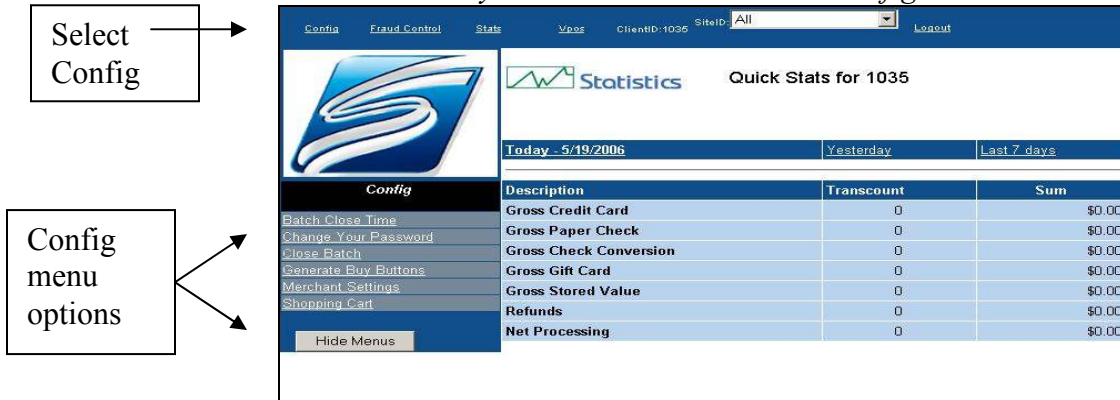 Select
Config
Config Fraud Control Stats Vpos ClientID:1035 SiteID: All Logout
Statistics Quick Stats for 1035
Today - 5/19/2006 Yesterday Last 7 days
Config
Description Transcount Sum
Gross Credit Card 0 $0.00
Gross Paper Check 0 $0.00
Gross Check Conversion 0 $0.00
Gross Gift Card 0 $0.00
Gross Stored Value 0 $0.00
Refunds 0 $0.00
Net Processing 0 $0.00
Config
menu
options
Batch Close Time
Change Your Password
Close Batch
Generate Buy Buttons
Merchant Settings
Shopping Cart
Hide Menus